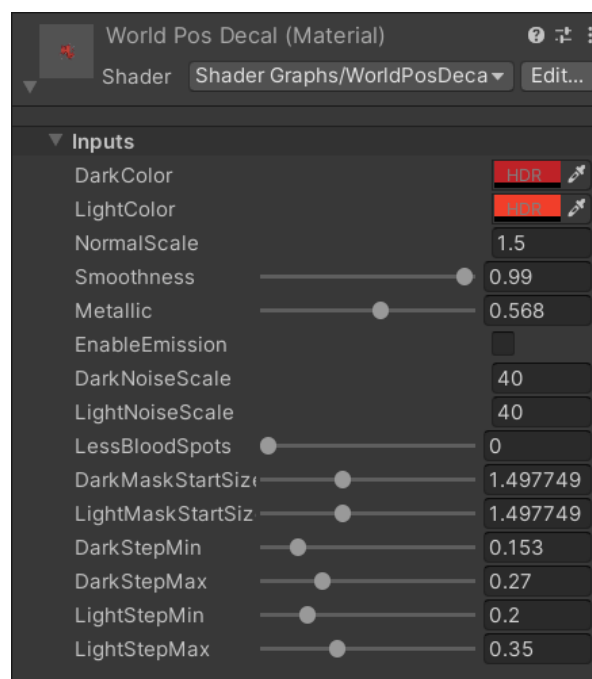 World Pos Decal (Material)
Shader Shader Graphs/WorldPosDeca Edit...
Inputs
DarkColor HDR
LightColor HDR
NormalScale 1.5
Smoothness 0.99
Metallic 0.568
EnableEmission
DarkNoiseScale 40
LightNoiseScale 40
LessBloodSpots 0
DarkMaskStartSize 1.497749
LightMaskStartSiz 1.497749
DarkStepMin 0.153
DarkStepMax 0.27
LightStepMin 0.2
LightStepMax 0.35